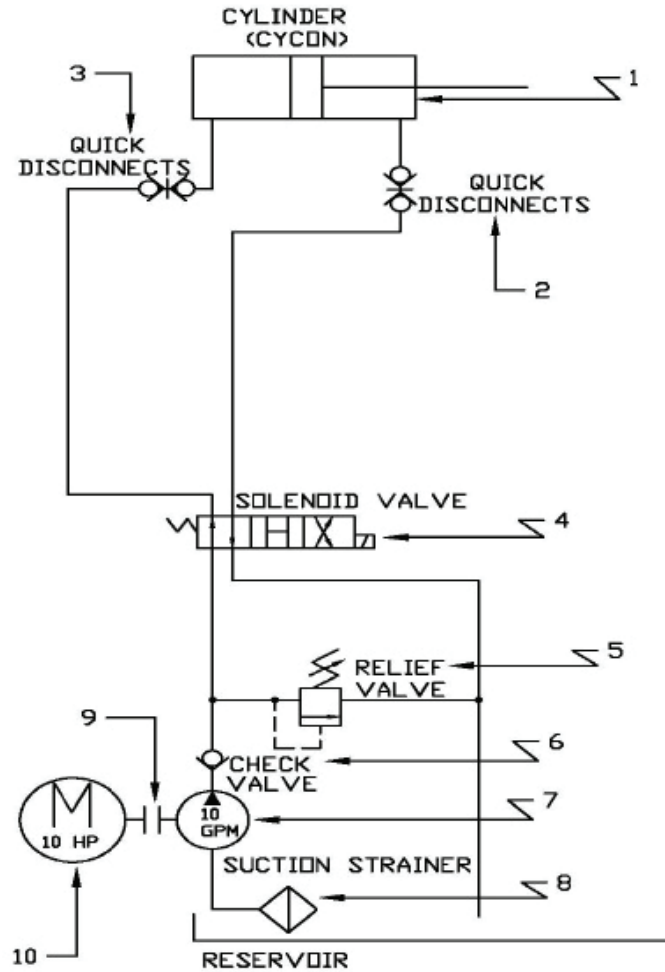 CYLINDER
(CYCON)
3
1
QUICK
DISCONNECTS
QUICK
DISCONNECTS
2
SOLENOID VALVE
4
5
RELIEF
VALVE
9
6
CHECK
VALVE
7
M
10 HP
10
GPM
SUCTION STRAINER
8
10
RESERVOIR